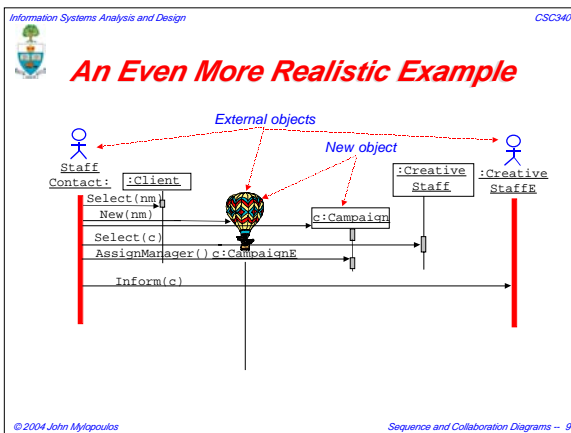 Information Systems Analysis and Design
CSC340
An Even More Realistic Example
External objects
New object
Staff
Contact:
:Client
:Creative
Staff
:Creative
StaffE
Select(nm
New(nm)
c:Campaign
Select(c)
AssignManager()
c:CampaignE
Inform(c)
© 2004 John Mylopoulos
Sequence and Collaboration Diagrams -- 9